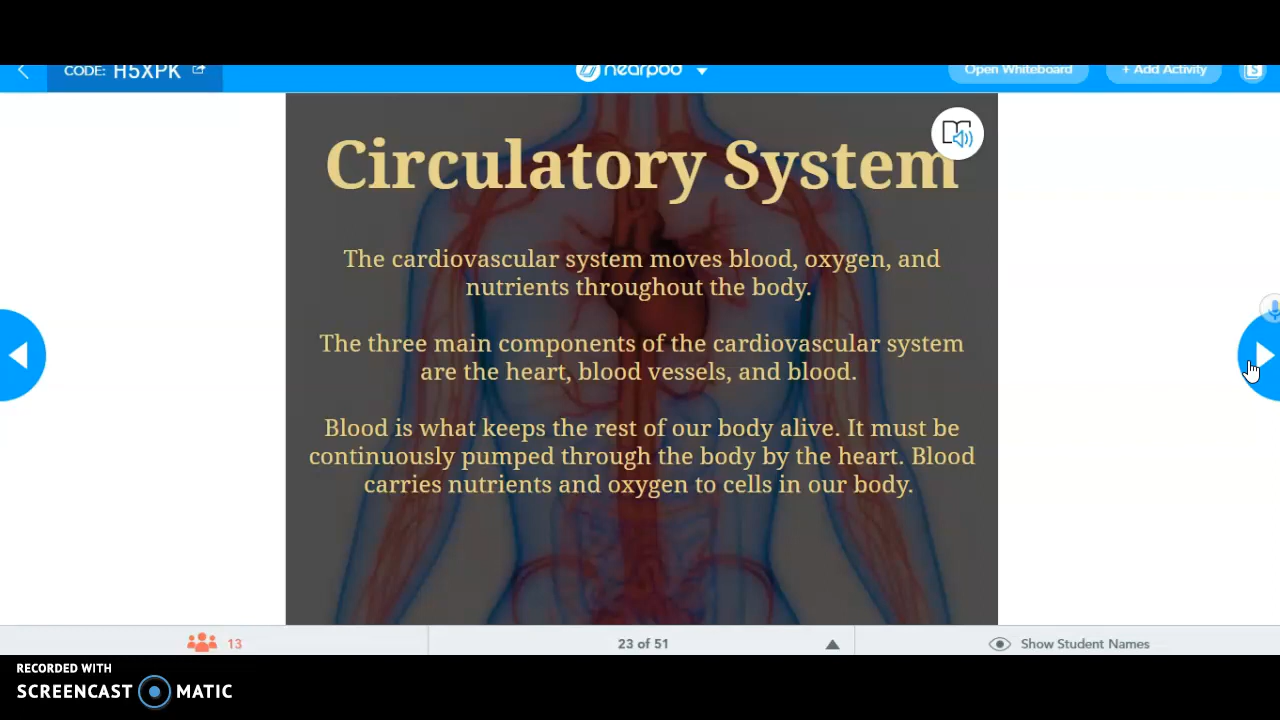 CODE: H5XPK
nearpod
Open Whiteboard
+ Add Activity
S
Circulatory System
The cardiovascular system moves blood, oxygen, and
nutrients throughout the body.
The three main components of the cardiovascular system
are the heart, blood vessels, and blood.
Blood is what keeps the rest of our body alive. It must be
continuously pumped through the body by the heart. Blood
carries nutrients and oxygen to cells in our body.
13
23 of 51
Show Student Names
RECORDED WITH
SCREENCAST MATIC